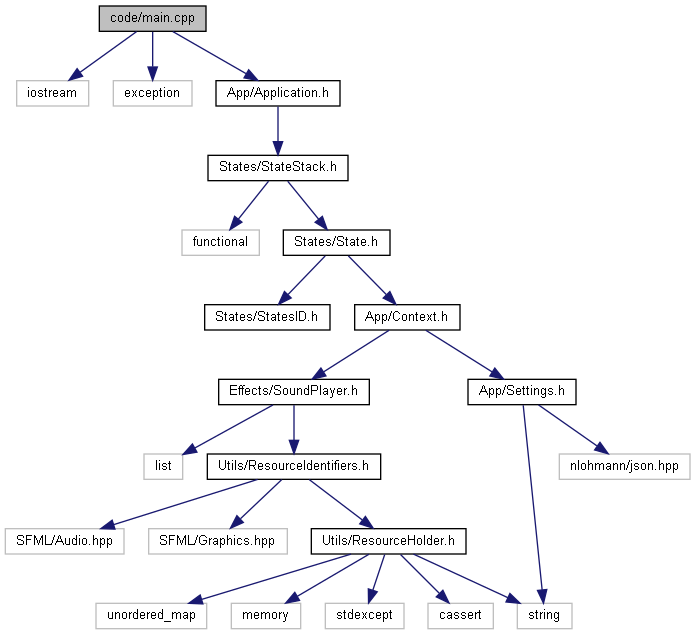 code/main.cpp
iostream
exception
App/Application.h
States/StateStack.h
functional
States/State.h
States/StatesID.h
App/Context.h
Effects/SoundPlayer.h
App/Settings.h
list
Utils/ResourceIdentifiers.h
nlohmann/json.hpp
SFML/Audio.hpp
SFML/Graphics.hpp
Utils/ResourceHolder.h
unordered_map
memory
stdexcept
cassert
string